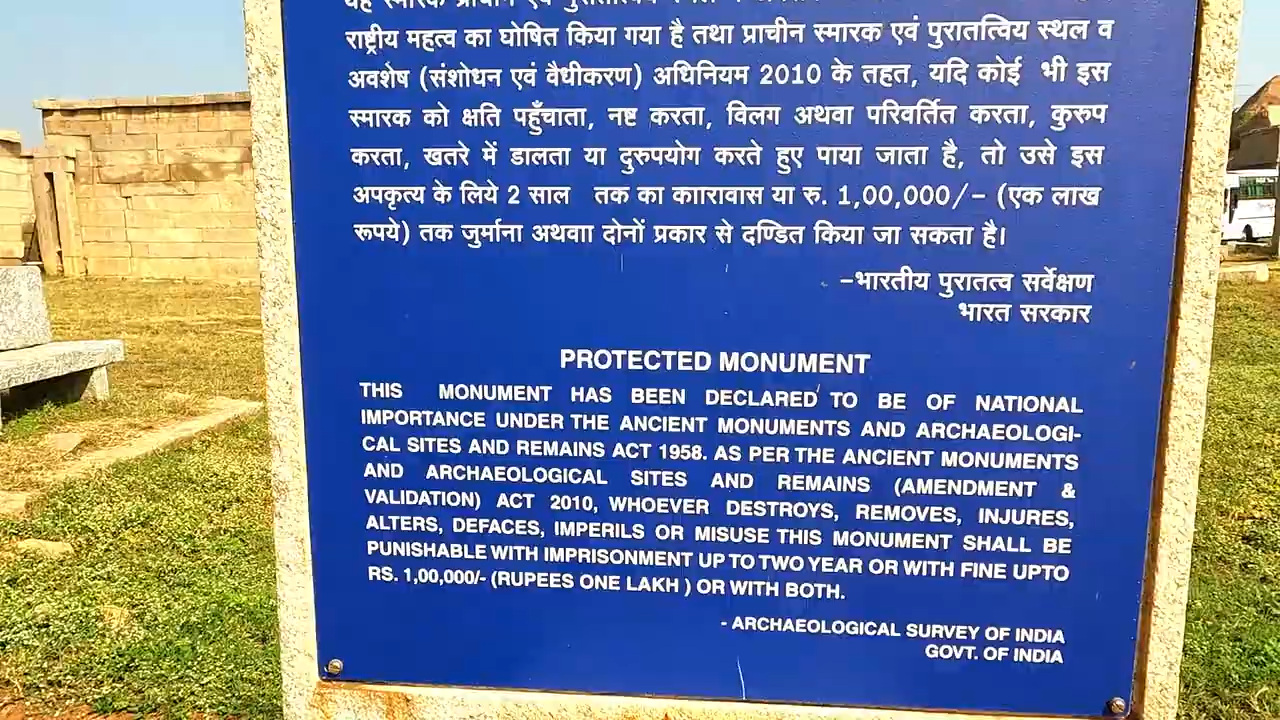 राष्ट्रीय महत्व का घोषित किया गया है तथा प्राचीन स्मारक एवं पुरातत्विय स्थल व
अवशेष (संशोधन एवं वैधीकरण) अधिनियम 2010 के तहत, यदि कोई भी इस
स्मारक को क्षति पहुँचाता, नष्ट करता, विलग अथवा परिवर्तित करता, कुरुप
करता, खतरे में डालता या दुरुपयोग करते हुए पाया जाता है, तो उसे इस
अपकृत्य के लिये 2 साल तक का काारावास या रु. 1,00,000/- (एक लाख
रूपये) तक जुर्माना अथवाा दोनों प्रकार से दण्डित किया जा सकता है।
-भारतीय पुरातत्व सर्वेक्षण
भारत सरकार
PROTECTED MONUMENT
THIS MONUMENT HAS BEEN DECLARED TO BE OF NATIONAL
IMPORTANCE UNDER THE ANCIENT MONUMENTS AND ARCHAEOLOGI-
CAL SITES AND REMAINS ACT 1958. AS PER THE ANCIENT MONUMENTS
AND ARCHAEOLOGICAL SITES AND REMAINS (AMENDMENT &
VALIDATION) ACT 2010, WHOEVER DESTROYS, REMOVES, INJURES,
ALTERS, DEFACES, IMPERILS OR MISUSE THIS MONUMENT SHALL BE
PUNISHABLE WITH IMPRISONMENT UP TO TWO YEAR OR WITH FINE UPTO
RS. 1,00,000/- (RUPEES ONE LAKH ) OR WITH BOTH.
- ARCHAEOLOGICAL SURVEY OF INDIA
GOVT. OF INDIA